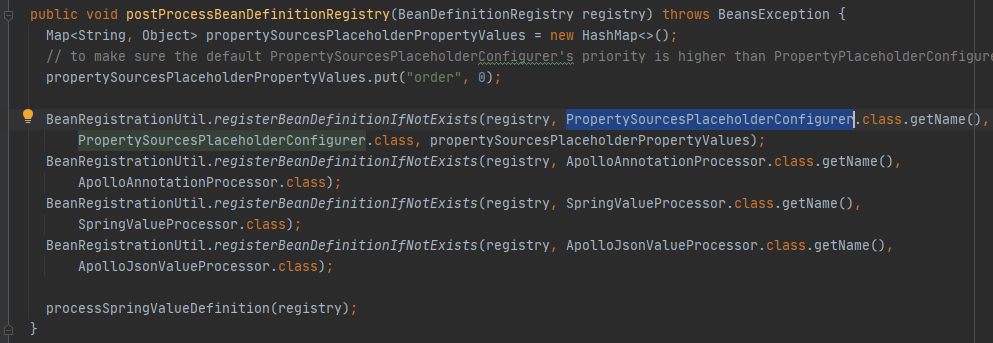 public void postProcessBeanDefinitionRegistry(BeanDefinitionRegistry registry) throws BeansException {
Map<String, Object> propertySourcesPlaceholderPropertyValues = new HashMap<>();
// to make sure the default PropertySourcesPlaceholderConfigurer's priority is higher than PropertyPlaceholderConfigure
propertySourcesPlaceholderPropertyValues.put("order", 0);
BeanRegistrationUtil.registerBeanDefinitionIfNotExists(registry, PropertySourcesPlaceholderConfigurer.class.getName(),
PropertySourcesPlaceholderConfigurer.class, propertySourcesPlaceholderPropertyValues);
BeanRegistrationUtil.registerBeanDefinitionIfNotExists(registry, ApolloAnnotationProcessor.class.getName(),
ApolloAnnotationProcessor.class);
BeanRegistrationUtil.registerBeanDefinitionIfNotExists(registry, SpringValueProcessor.class.getName(),
SpringValueProcessor.class);
BeanRegistrationUtil.registerBeanDefinitionIfNotExists(registry, ApolloJsonValueProcessor.class.getName(),
ApolloJsonValueProcessor.class);
processSpringValueDefinition(registry);
}